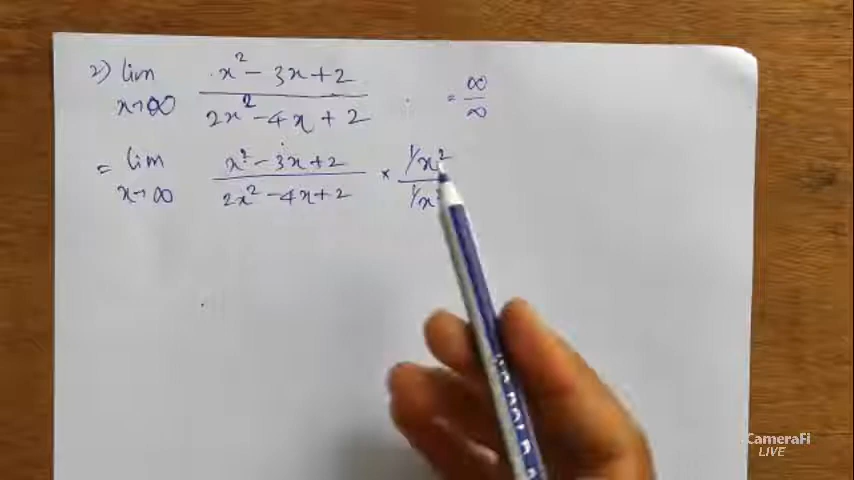 2) lim x→∞ x² - 3x + 2 / 2x² - 4x + 2 = ∞/∞
= lim x→∞ x² - 3x + 2 / 2x² - 4x + 2 × 1/x² / 1/x²
CameraFi
LIVE